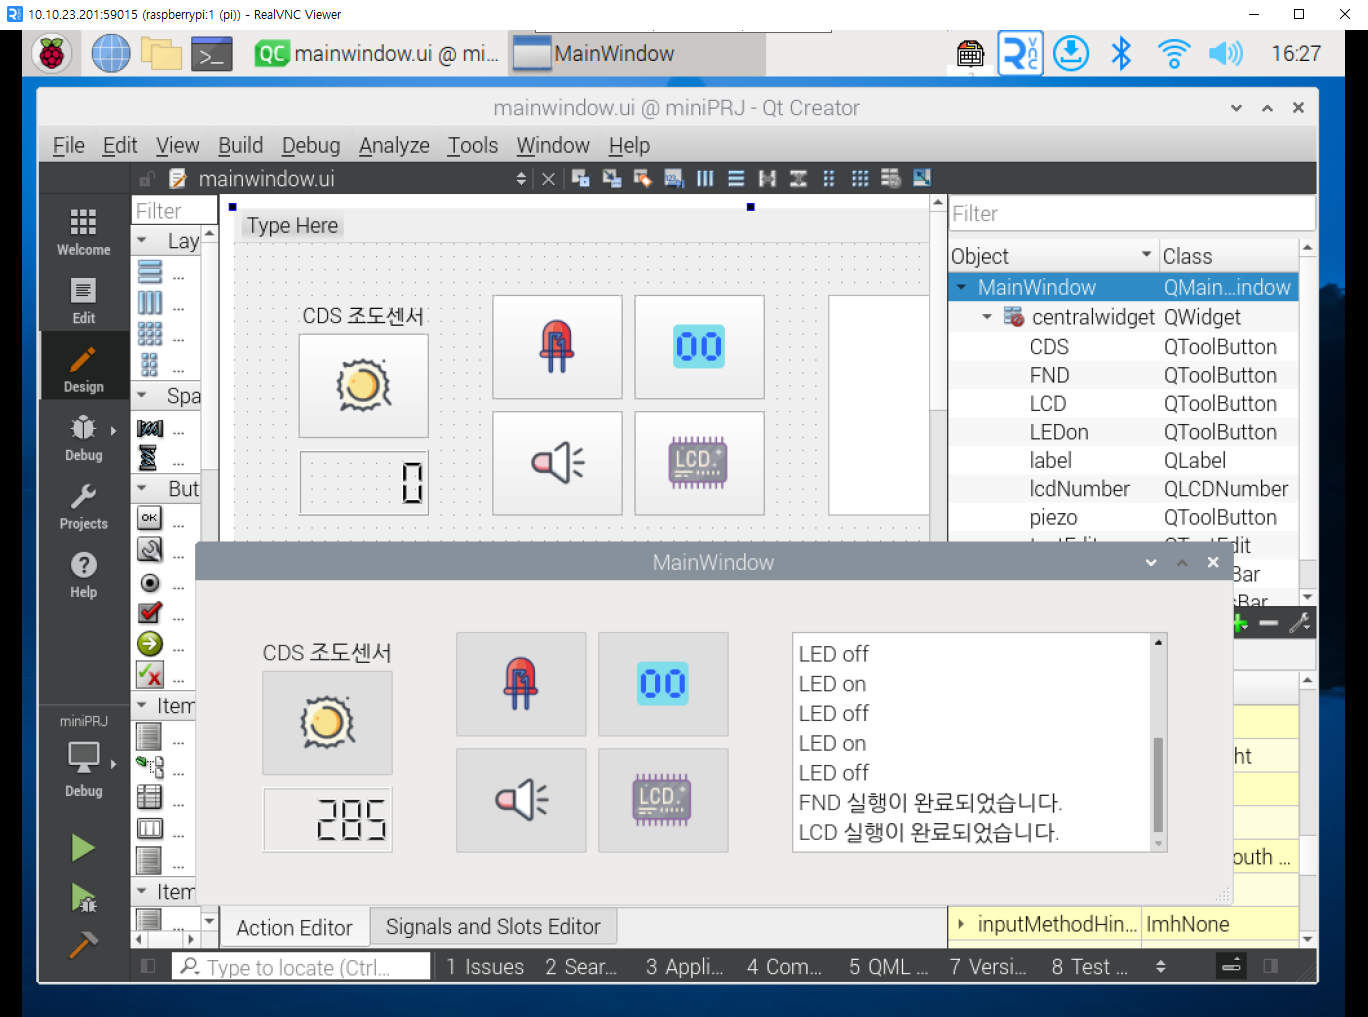 10.10.23.201:59015 (raspberrypi:1 (pi)) - RealVNC Viewer
mainwindow.ui @ mi...
MainWindow
16:27
mainwindow.ui @ miniPRJ - Qt Creator
File Edit View Build Debug Analyze Tools Window Help
mainwindow.ui
Filter
Type Here
Filter
Welcome
Edit
Design
Debug
Projects
Help
miniPRJ
Debug
Lay
...
...
...
...
Spa
...
...
But
OK ...
...
...
...
...
...
Item
...
...
...
...
...
Item
...
CDS 조도센서
00
0
LCD
Object Class
MainWindow QMain...indow
centralwidget QWidget
CDS QToolButton
FND QToolButton
LCD QToolButton
LEDon QToolButton
label QLabel
lcdNumber QLCDNumber
piezo QToolButton
MainWindow
CDS 조도센서
00
285
LCD
LED off
LED on
LED off
LED on
LED off
FND 실행이 완료되었습니다.
LCD 실행이 완료되었습니다.
Bar
ht
outh ...
inputMethodHin... ImhNone
Action Editor
Signals and Slots Editor
Type to locate (Ctrl...
1 Issues
2 Sear...
3 Appli...
4 Com...
5 QML ...
7 Versi...
8 Test ...